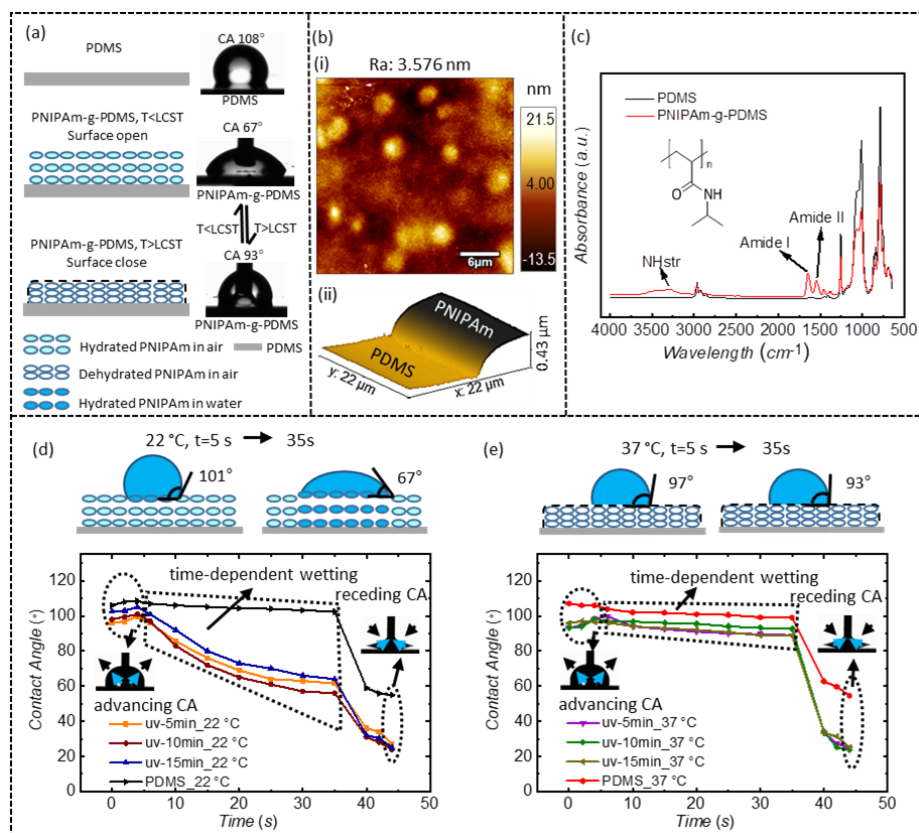 (a)
PDMS
CA 108°
PDMS
PNIPAm-g-PDMS, T<LCST
Surface open
CA 67°
PNIPAm-g-PDMS
T<LCST
T>LCST
PNIPAm-g-PDMS, T>LCST
Surface close
CA 93°
PNIPAm-g-PDMS
Hydrated PNIPAm in air
PDMS
Dehydrated PNIPAm in air
Hydrated PNIPAm in water
(b)
(i)
Ra: 3.576 nm
nm
21.5
4.00
-13.5
6μm
(ii)
PNIPAm
PDMS
0.43 μm
y: 22 μm
x: 22 μm
(c)
PDMS
PNIPAm-g-PDMS
n
O
NH
Amide II
Amide I
NHstr
Absorbance (a.u.)
4000 3500 3000 2500 2000 1500 1000 500
Wavelength (cm-1)
(d)
22 °C, t=5 s 35s
101°
67°
time-dependent wetting
receding CA
advancing CA
uv-5min_22 °C
uv-10min_22 °C
uv-15min_22 °C
PDMS_22 °C
Contact Angle (°)
120
100
80
60
40
20
0
0 10 20 30 40 50
Time (s)
(e)
37 °C, t=5 s 35s
97°
93°
time-dependent wetting
receding CA
advancing CA
uv-5min_37 °C
uv-10min_37 °C
uv-15min_37 °C
PDMS_37 °C
Contact Angle (°)
120
100
80
60
40
20
0
0 10 20 30 40 50
Time (s)